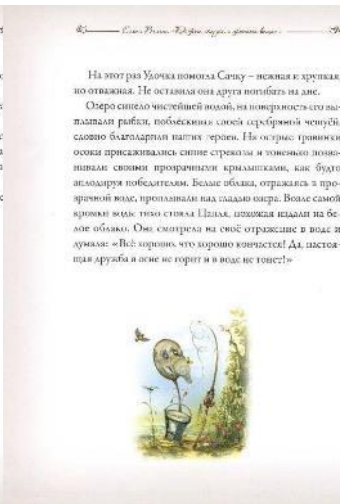 На этот раз Удочка помогла Сачку – нежная и хрупкая,
но отважная. Не оставила она друга погибать на дне.
Озеро синело чистейшей водой, на поверхность его вы-
плывали рыбки, поблёскивая своей серебряной чешуёй,
словно благодарили наших героев. На острые травинки
осоки присаживались синие стрекозы и тоненько позва-
нивали своими прозрачными крылышками, как будто
аплодируя победителям. Белые облака, отражаясь в про-
зрачной воде, проплывали над гладью озера. Возле самой
кромки воды тихо стояла Цапля, похожая издали на бе-
лое облако. Она смотрела на своё отражение в воде и
думала: «Всё хорошо, что хорошо кончается! Да, настоя-
щая дружба в огне не горит и в воде не тонет!»